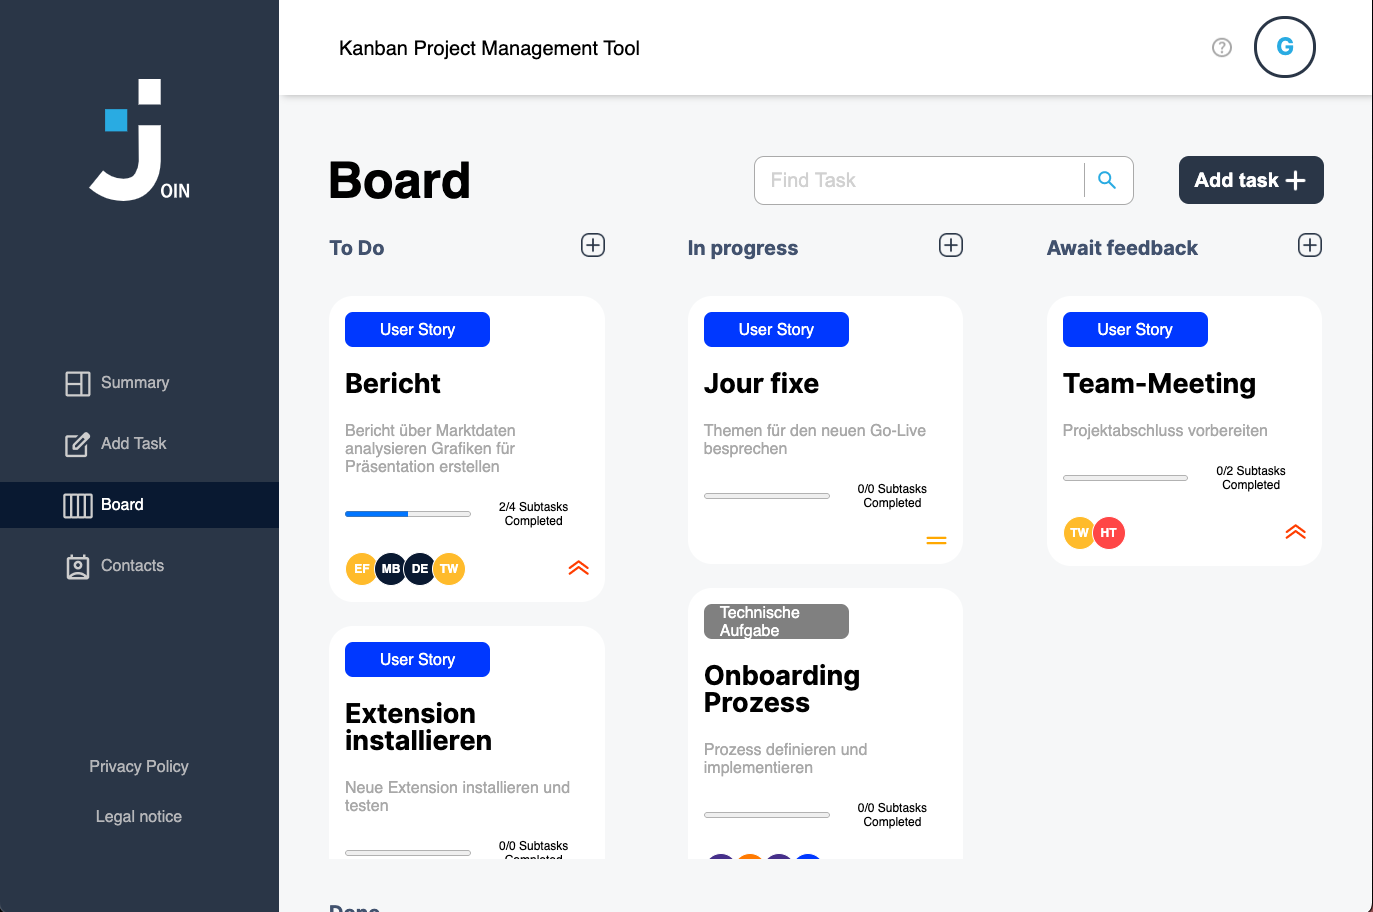 Kanban Project Management Tool
?
G
OIN
Summary
Add Task
Board
Contacts
Privacy Policy
Legal notice
Board
Find Task
Add task
To Do
User Story
Bericht
Bericht über Marktdaten
analysieren Grafiken für
Präsentation erstellen
2/4 Subtasks
Completed
EF MB DE TW
User Story
Extension
installieren
Neue Extension installieren und
testen
0/0 Subtasks
Completed
In progress
User Story
Jour fixe
Themen für den neuen Go-Live
besprechen
0/0 Subtasks
Completed
Technische
Aufgabe
Onboarding
Prozess
Prozess definieren und
implementieren
0/0 Subtasks
Completed
Await feedback
User Story
Team-Meeting
Projektabschluss vorbereiten
0/2 Subtasks
Completed
TW HT
Done